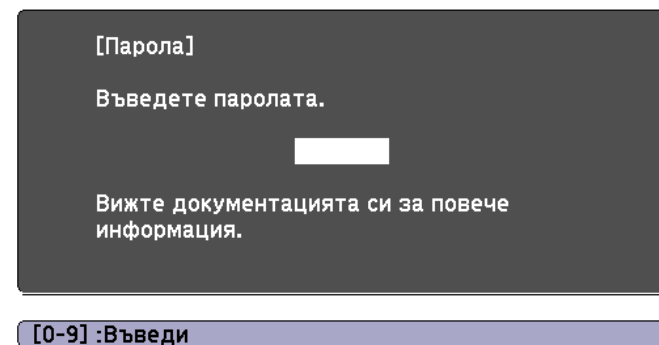 [Парола]
Въведете паролата.
Вижте документацията си за повече
информация.
[0-9] :Въведи